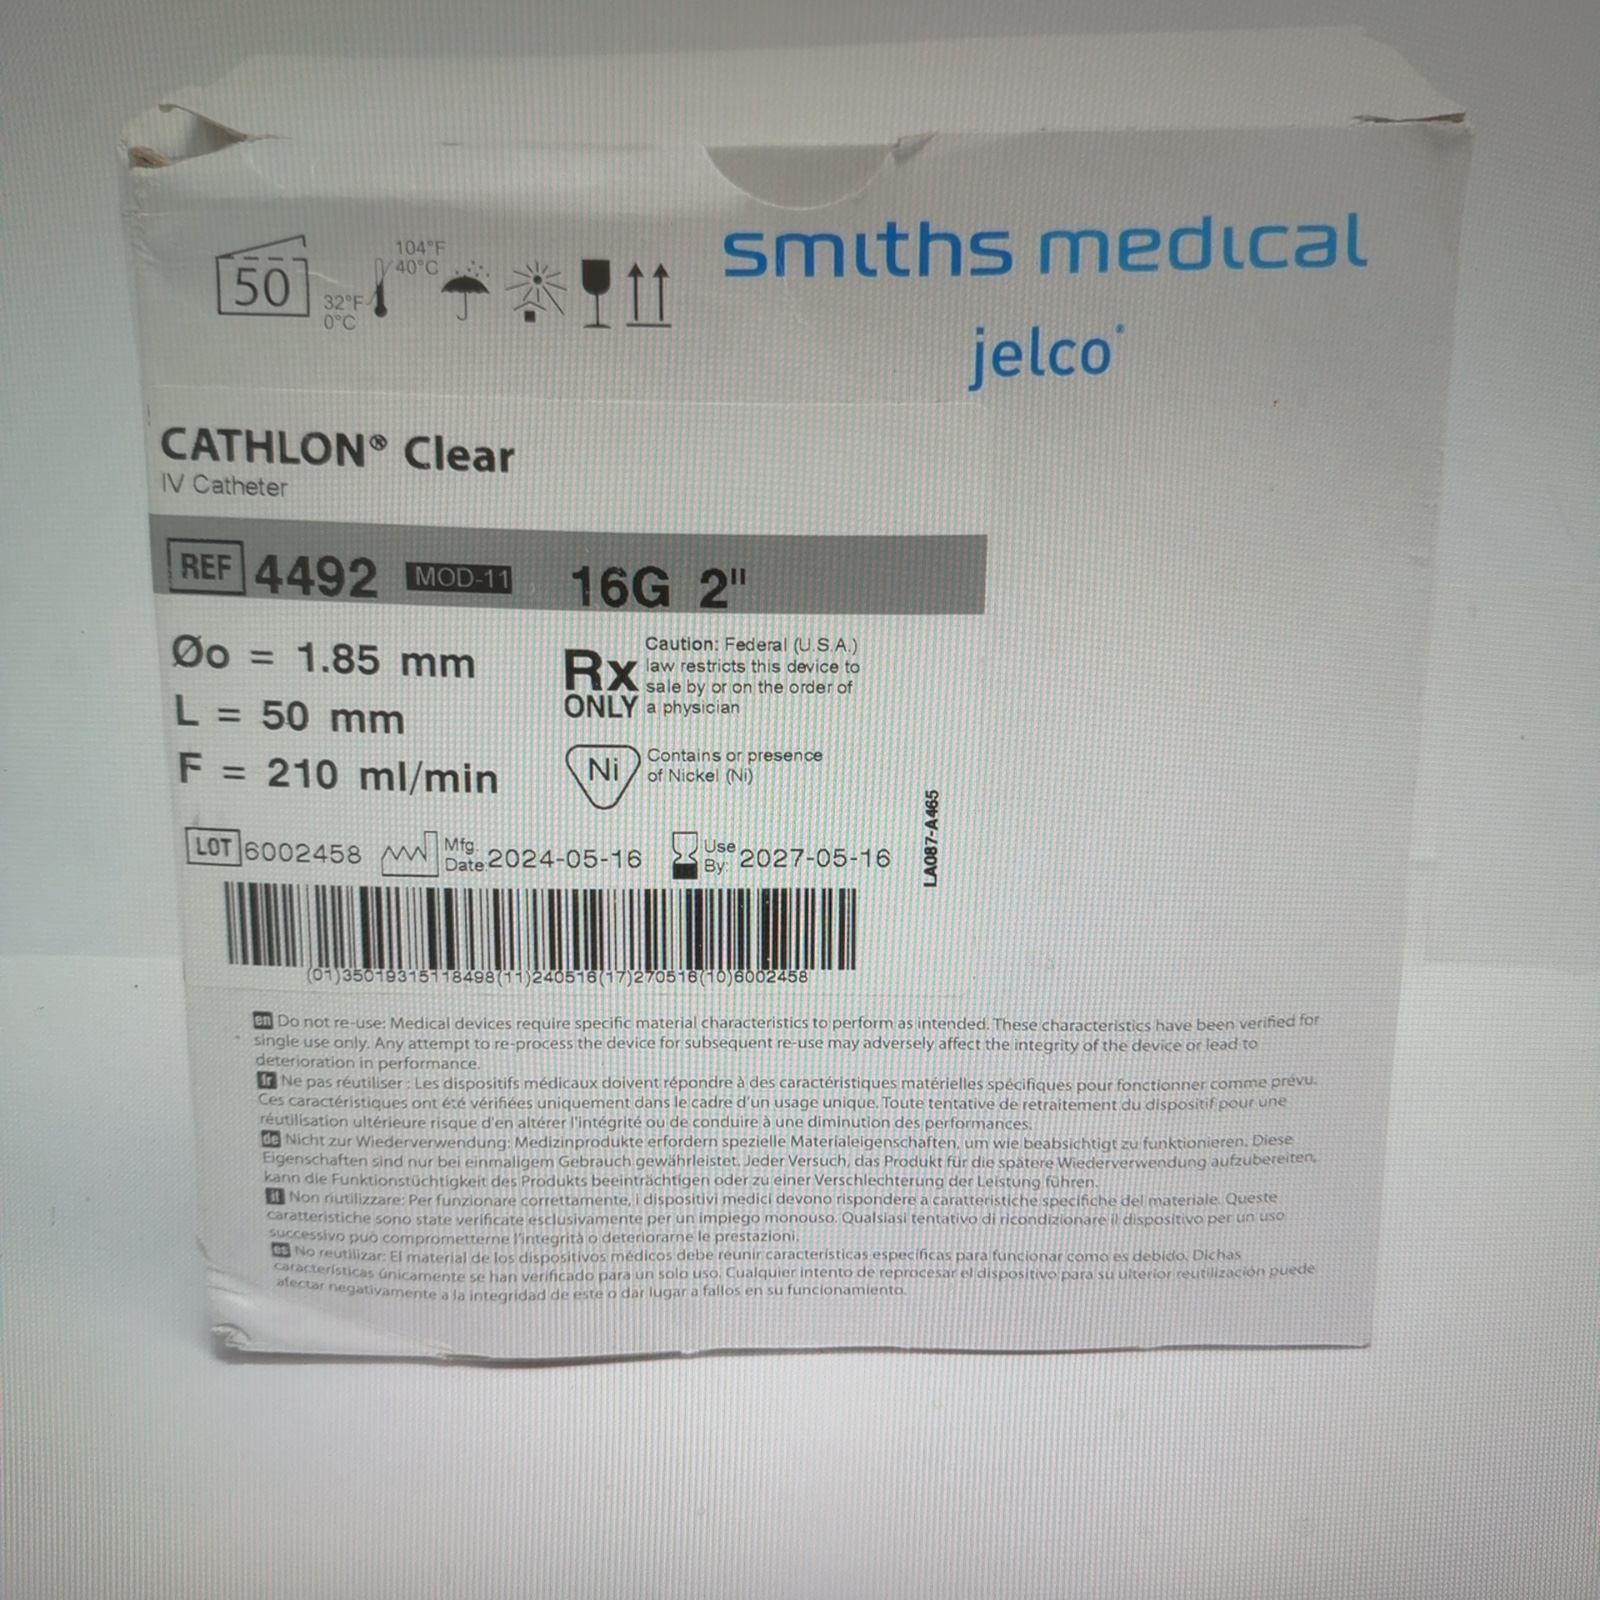 smiths medical
jelco®
50
104°F
40°C
32°F
0°C
CATHLON® Clear
IV Catheter
REF 4492 MOD-11 16G 2"
Øo = 1.85 mm
L = 50 mm
F = 210 ml/min
Rx
ONLY
Caution: Federal (U.S.A.)
law restricts this device to
sale by or on the order of
a physician
Ni
Contains or presence
of Nickel (Ni)
LOT 6002458 Mfg. Date: 2024-05-16 Use By: 2027-05-16
LA087-A465
(01)35019315118498(11)240516(17)270516(10)6002458
en Do not re-use: Medical devices require specific material characteristics to perform as intended. These characteristics have been verified for
single use only. Any attempt to re-process the device for subsequent re-use may adversely affect the integrity of the device or lead to
deterioration in performance.
fr Ne pas réutiliser : Les dispositifs médicaux doivent répondre à des caractéristiques matérielles spécifiques pour fonctionner comme prévu.
Ces caractéristiques ont été vérifiées uniquement dans le cadre d'un usage unique. Toute tentative de retraitement du dispositif pour une
réutilisation ultérieure risque d'en altérer l'intégrité ou de conduire à une diminution des performances.
de Nicht zur Wiederverwendung: Medizinprodukte erfordern spezielle Materialeigenschaften, um wie beabsichtigt zu funktionieren. Diese
Eigenschaften sind nur bei einmaligem Gebrauch gewährleistet. Jeder Versuch, das Produkt für die spätere Wiederverwendung aufzubereiten,
kann die Funktionstüchtigkeit des Produkts beeinträchtigen oder zu einer Verschlechterung der Leistung führen.
it Non riutilizzare: Per funzionare correttamente, i dispositivi medici devono rispondere a caratteristiche specifiche del materiale. Queste
caratteristiche sono state verificate esclusivamente per un impiego monouso. Qualsiasi tentativo di ricondizionare il dispositivo per un uso
successivo può comprometterne l'integrità o deteriorarne le prestazioni.
es No reutilizar: El material de los dispositivos médicos debe reunir características específicas para funcionar como es debido. Dichas
características únicamente se han verificado para un solo uso. Cualquier intento de reprocesar el dispositivo para su ulterior reutilización puede
afectar negativamente a la integridad de este o dar lugar a fallos en su funcionamiento.